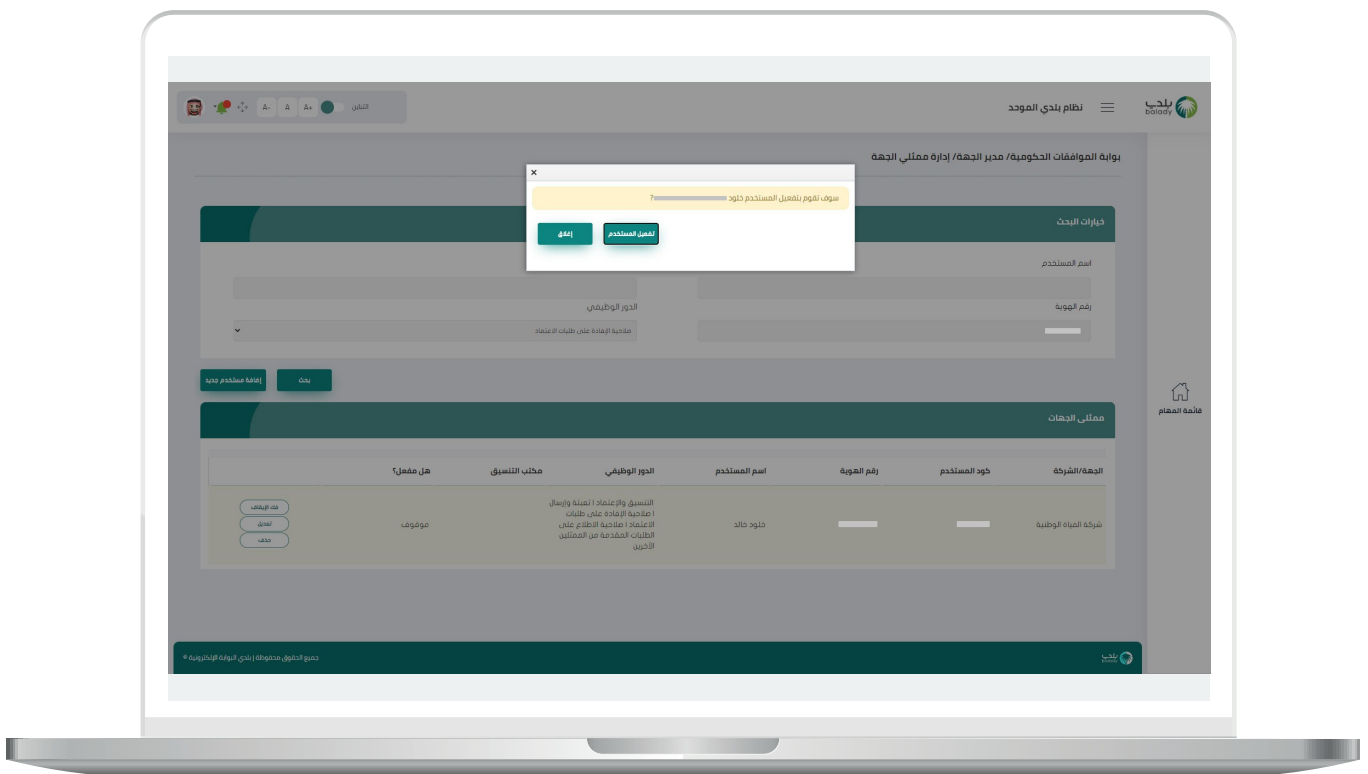 بلدي
balady
نظام بلدي الموحد
التباين
A+
A
A-
بوابة الموافقات الحكومية/ مدير الجهة/ إدارة ممثلي الجهة
×
سوف تقوم بتفعيل المستخدم خلود ؟
تفعيل المستخدم
إغلاق
خيارات البحث
اسم المستخدم
رقم الهوية
الدور الوظيفي
صلاحية الإفادة على طلبات الاعتماد
بحث
إضافة مستخدم جديد
قائمة المهام
ممثلي الجهات
الجهة/الشركة كود المستخدم رقم الهوية اسم المستخدم الدور الوظيفي مكتب التنسيق هل مفعل؟
شركة المياة الوطنية
خلود خالد
التنسيق والإعتماد | تعبئة وإرسال
| صلاحية الإفادة على طلبات
الاعتماد | صلاحية الاطلاع على
الطلبات المقدمة من الممثلين
الآخرين
موقوف
فك الإيقاف
تعديل
حذف
بلدي
balady
جميع الحقوق محفوظة | بلدي البوابة الإلكترونية ©